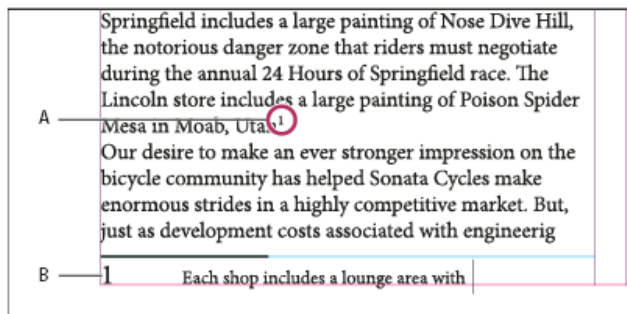 Springfield includes a large painting of Nose Dive Hill,
the notorious danger zone that riders must negotiate
during the annual 24 Hours of Springfield race. The
Lincoln store includes a large painting of Poison Spider
A
Mesa in Moab, Utah¹
Our desire to make an ever stronger impression on the
bicycle community has helped Sonata Cycles make
enormous strides in a highly competitive market. But,
just as development costs associated with engineerig
B
1 Each shop includes a lounge area with